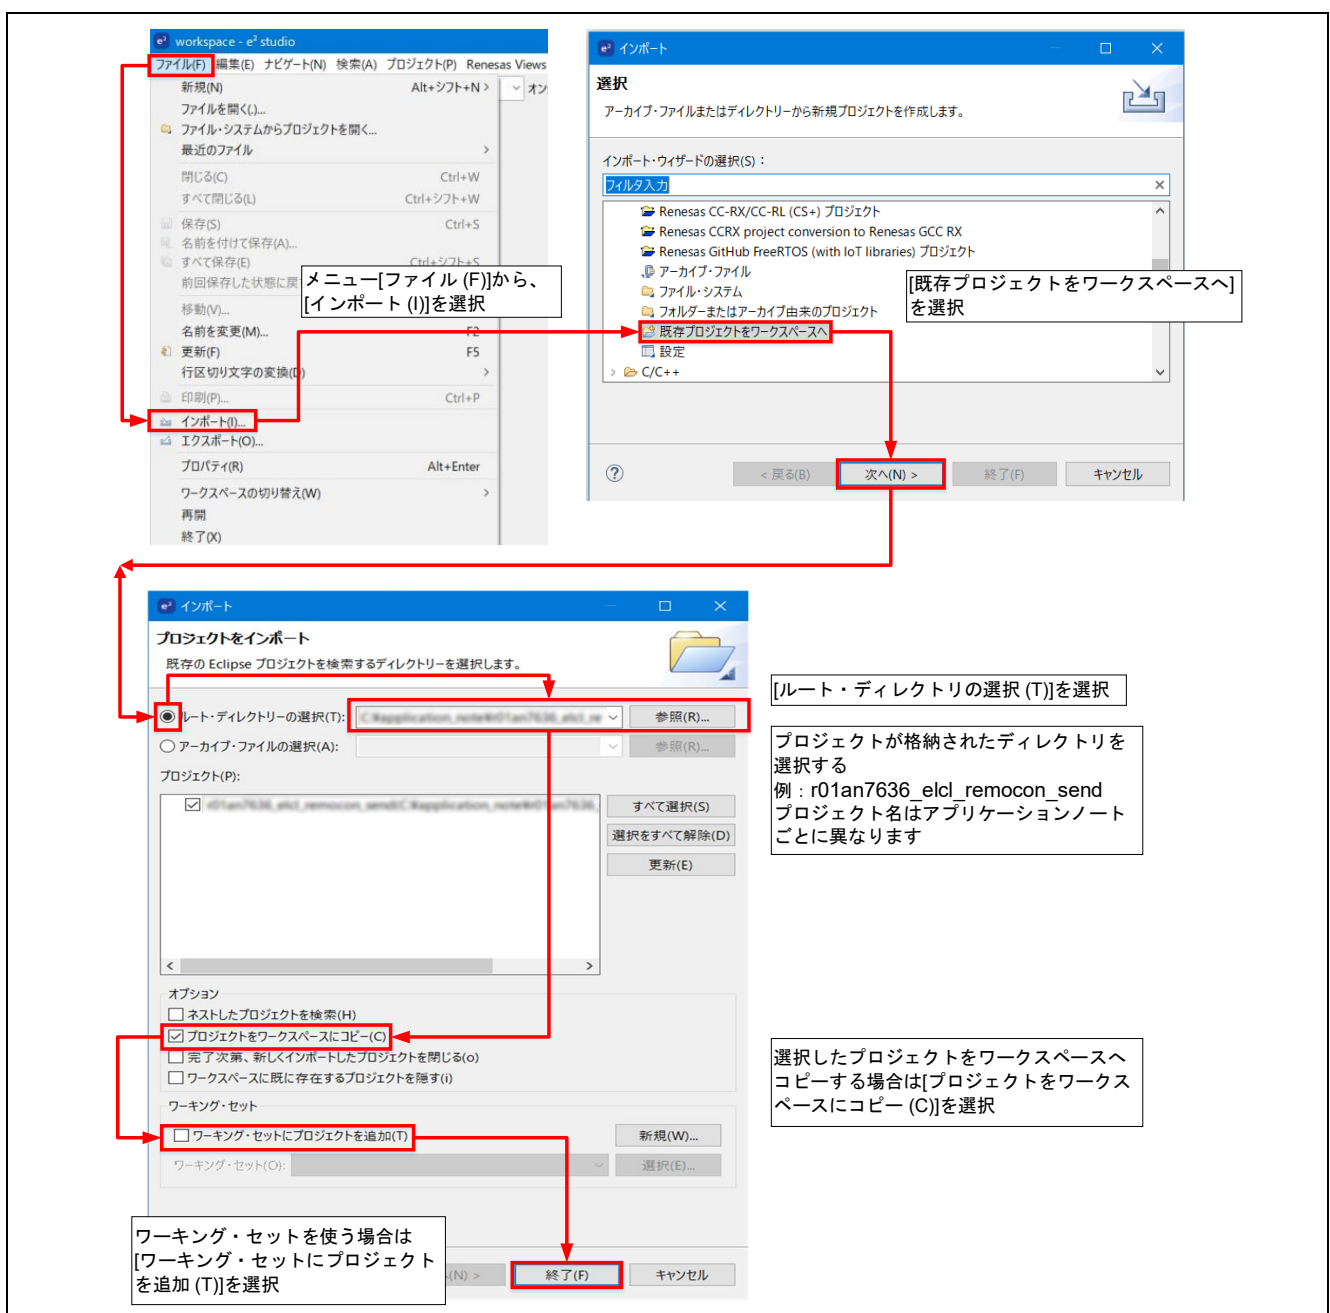 workspace - e² studio
ファイル(F) 編集(E) ナビゲート(N) 検索(A) プロジェクト(P) Renesas Views
新規(N) Alt+シフト+N >
オン
ファイルを開く(.)...
ファイル・システムからプロジェクトを開く...
最近のファイル >
閉じる(C) Ctrl+W
すべて閉じる(L) Ctrl+シフト+W
保存(S) Ctrl+S
名前を付けて保存(A)...
すべて保存(E) Ctrl+シフト+S
前回保存した状態に戻
メニュー[ファイル (F)]から、
[インポート (I)]を選択
移動(V)...
名前を変更(M)... F2
更新(F) F5
行区切り文字の変換(D) >
印刷(P)... Ctrl+P
インポート(I)...
エクスポート(O)...
プロパティ(R) Alt+Enter
ワークスペースの切り替え(W) >
再開
終了(X)
インポート
選択
アーカイブ・ファイルまたはディレクトリーから新規プロジェクトを作成します。
インポート・ウィザードの選択(S)：
フィルタ入力
Renesas CC-RX/CC-RL (CS+) プロジェクト
Renesas CCRX project conversion to Renesas GCC RX
Renesas GitHub FreeRTOS (with IoT libraries) プロジェクト
アーカイブ・ファイル
ファイル・システム
フォルダーまたはアーカイブ由来のプロジェクト
既存プロジェクトをワークスペースへ
設定
> C/C++
[既存プロジェクトをワークスペースへ]
を選択
< 戻る(B) 次へ(N) > 終了(F) キャンセル
インポート
プロジェクトをインポート
既存の Eclipse プロジェクトを検索するディレクトリーを選択します。
ルート・ディレクトリーの選択(T): 参照(R)...
アーカイブ・ファイルの選択(A): 参照(R)...
プロジェクト(P):
すべて選択(S)
選択をすべて解除(D)
更新(E)
オプション
ネストしたプロジェクトを検索(H)
プロジェクトをワークスペースにコピー(C)
完了次第、新しくインポートしたプロジェクトを閉じる(o)
ワークスペースに既に存在するプロジェクトを隠す(i)
ワーキング・セット
ワーキング・セットにプロジェクトを追加(T) 新規(W)...
ワーキング・セット(O): 選択(E)...
ワーキング・セットを使う場合は
[ワーキング・セットにプロジェクト
を追加 (T)]を選択
(N) > 終了(F) キャンセル
[ルート・ディレクトリの選択 (T)]を選択
プロジェクトが格納されたディレクトリを
選択する
例：r01an7636_elcl_remocon_send
プロジェクト名はアプリケーションノート
ごとに異なります
選択したプロジェクトをワークスペースへ
コピーする場合は[プロジェクトをワークス
ペースにコピー (C)]を選択